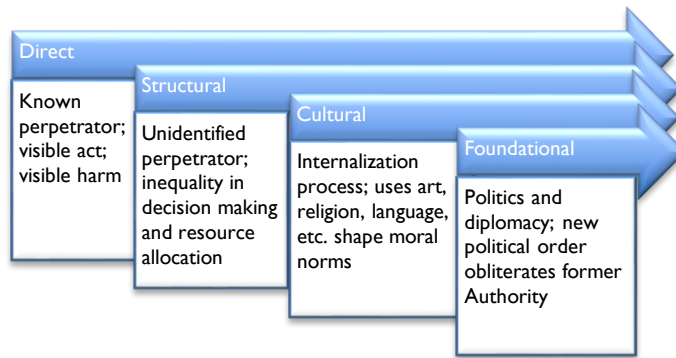 Direct
Known
perpetrator;
visible act;
visible harm
Structural
Unidentified
perpetrator;
inequality in
decision making
and resource
allocation
Cultural
Internalization
process; uses art,
religion, language,
etc. shape moral
norms
Foundational
Politics and
diplomacy; new
political order
obliterates former
Authority